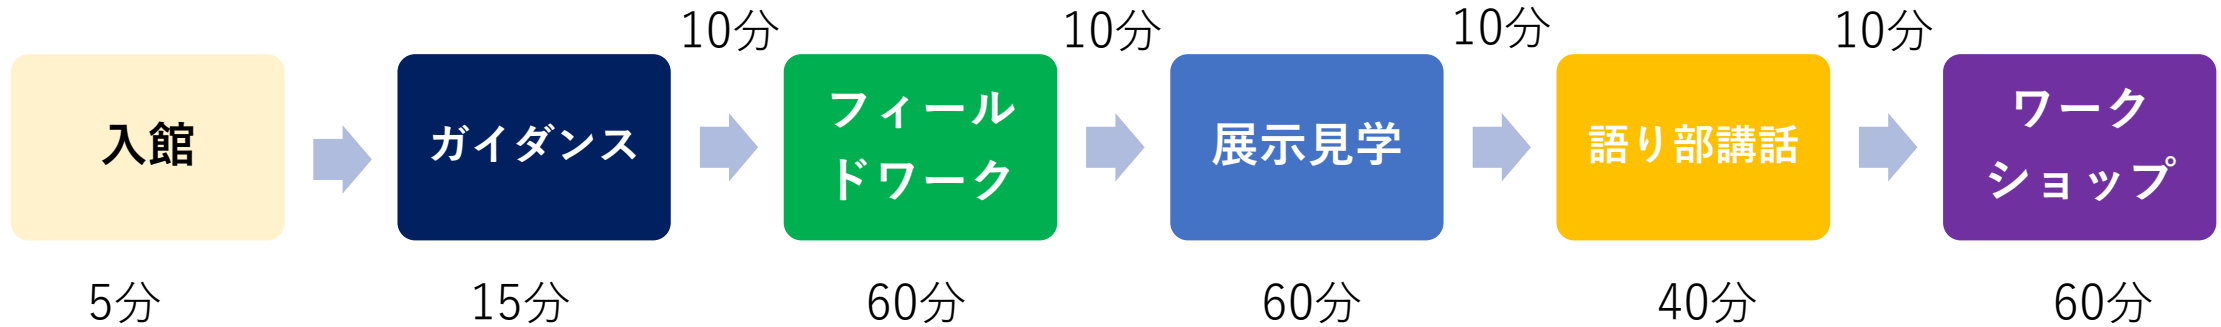 10分 10分 10分 10分
入館
ガイダンス
フィール
ドワーク
展示見学
語り部講話
ワーク
ショップ
5分 15分 60分 60分 40分 60分